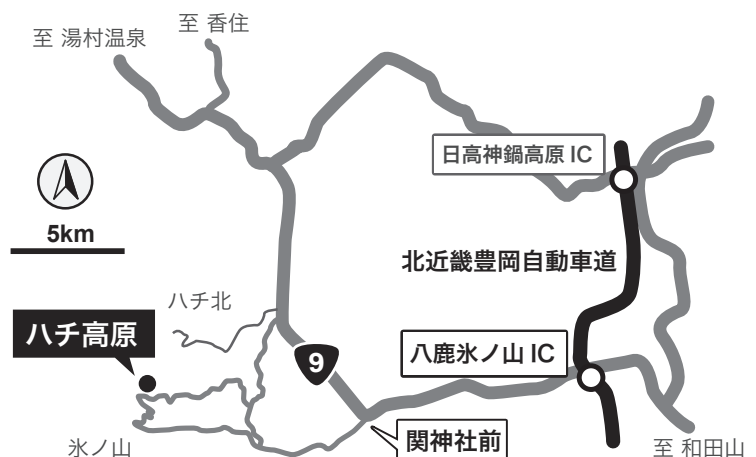 至 香住
至 湯村温泉
日高神鍋高原 IC
5km
北近畿豊岡自動車道
ハチ北
ハチ高原
八鹿氷ノ山 IC
9
関神社前
氷ノ山
至 和田山